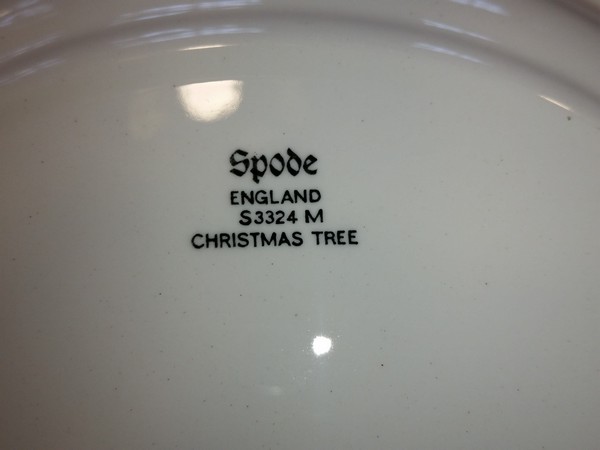 Spode
ENGLAND
S3324 M
CHRISTMAS TREE